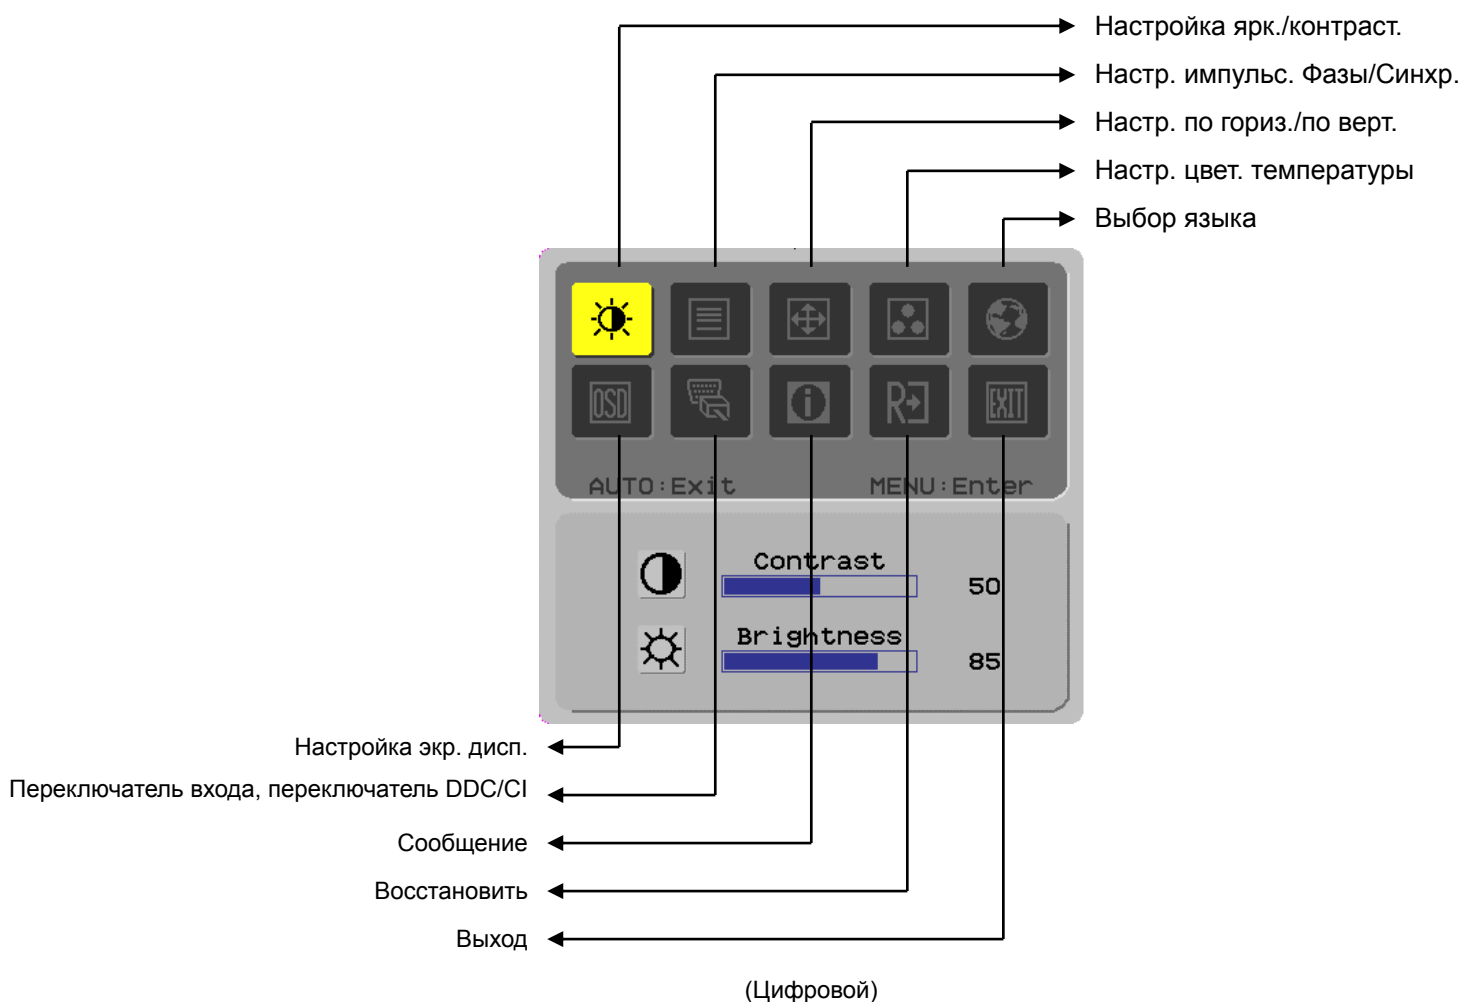 Настройка ярк./контраст.
Настр. импульс. Фазы/Синхр.
Настр. по гориз./по верт.
Настр. цвет. температуры
Выбор языка
OSD
R
EXIT
AUTO:Exit MENU:Enter
Contrast
50
Brightness
85
Настройка экр. дисп.
Переключатель входа, переключатель DDC/CI
Сообщение
Восстановить
Выход
(Цифровой)